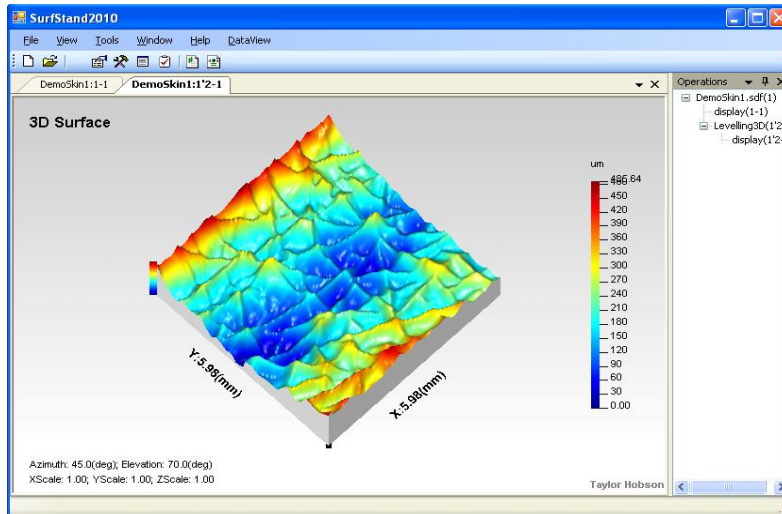 SurfStand2010
File View Tools Window Help DataView
DemoSkin1:1-1 DemoSkin1:1'2-1
3D Surface
um
485.64
450
420
390
360
330
300
270
240
210
180
150
120
90
60
30
0.00
Y:5.98(mm)
X:5.98(mm)
Azimuth: 45.0(deg); Elevation: 70.0(deg)
XScale: 1.00; YScale: 1.00; ZScale: 1.00
Taylor Hobson
Operations
DemoSkin1.sdf(1)
display(1-1)
Levelling3D(1'2
display(1'2-